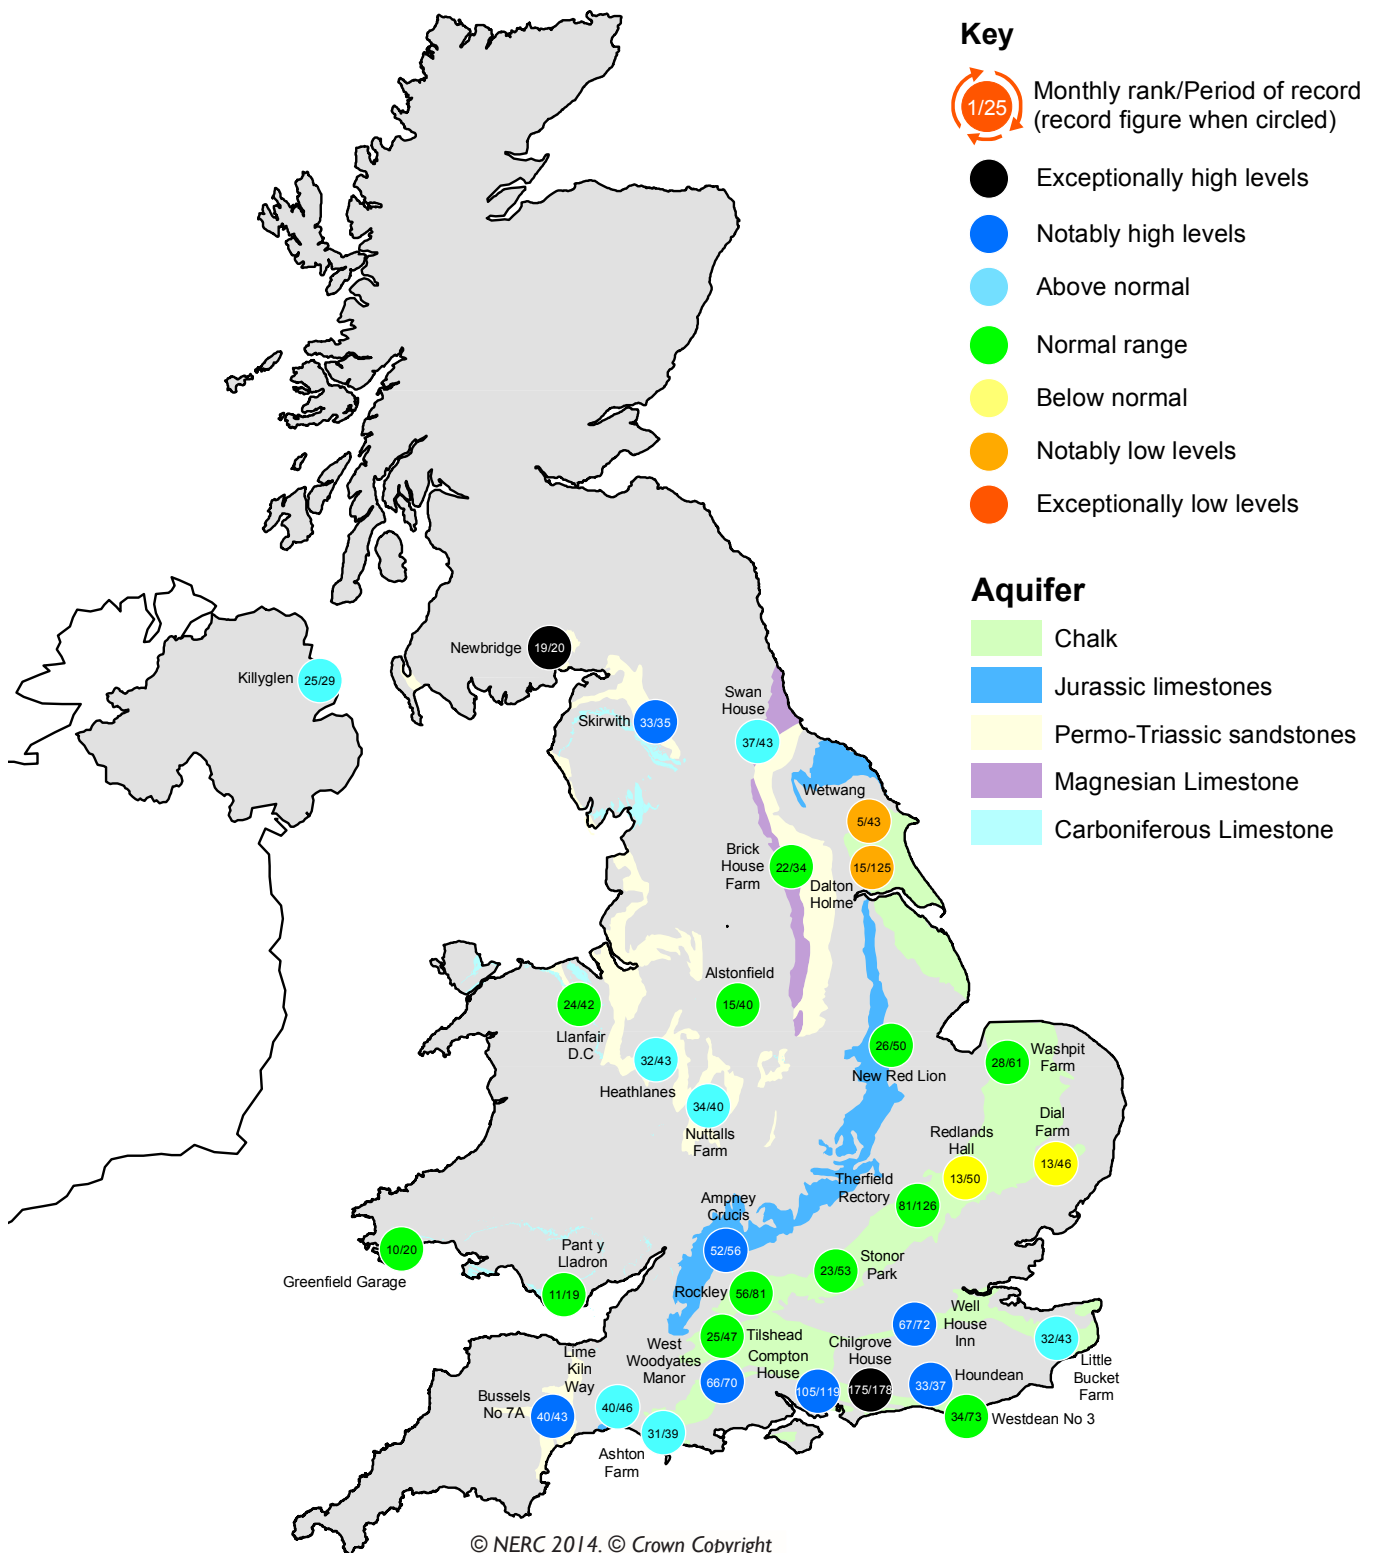 Key
1/25
Monthly rank/Period of record
(record figure when circled)
Exceptionally high levels
Notably high levels
Above normal
Normal range
Below normal
Notably low levels
Exceptionally low levels
Aquifer
Chalk
Jurassic limestones
Permo-Triassic sandstones
Magnesian Limestone
Carboniferous Limestone
Newbridge
19/20
Killyglen
25/29
Skirwith
33/35
Swan
House
37/43
Wetwang
5/43
Brick
House
Farm
22/34
15/125
Dalton
Holme
Alstonfield
15/40
24/42
Llanfair
D.C
32/43
Heathlanes
34/40
Nuttalls
Farm
26/50
New Red Lion
28/61
Washpit
Farm
Dial
Farm
13/46
Redlands
Hall
13/50
Therfield
Rectory
81/126
Ampney
Crucis
52/56
10/20
Greenfield Garage
Pant y
Lladron
11/19
Stonor
Park
23/53
Rockley
56/81
25/47
Tilshead
Well
House
Inn
67/72
32/43
Little
Bucket
Farm
West
Woodyates
Manor
66/70
Compton
House
105/119
Chilgrove
House
175/178
33/37
Houndean
34/73
Westdean No 3
Lime
Kiln
Way
40/46
Bussels
No 7A
40/43
31/39
Ashton
Farm
© NERC 2014. © Crown Copyright